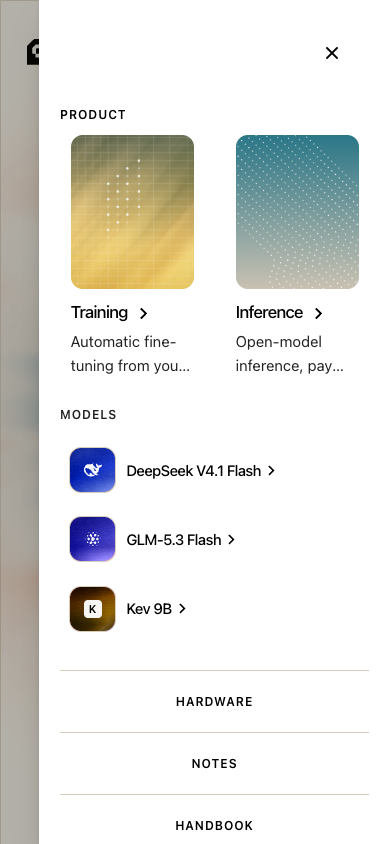 PRODUCT
Training
Inference
Automatic fine-
tuning from you...
Open-model
inference, pay...
MODELS
DeepSeek V4.1 Flash
GLM-5.3 Flash
K
Kev 9B
HARDWARE
NOTES
HANDBOOK